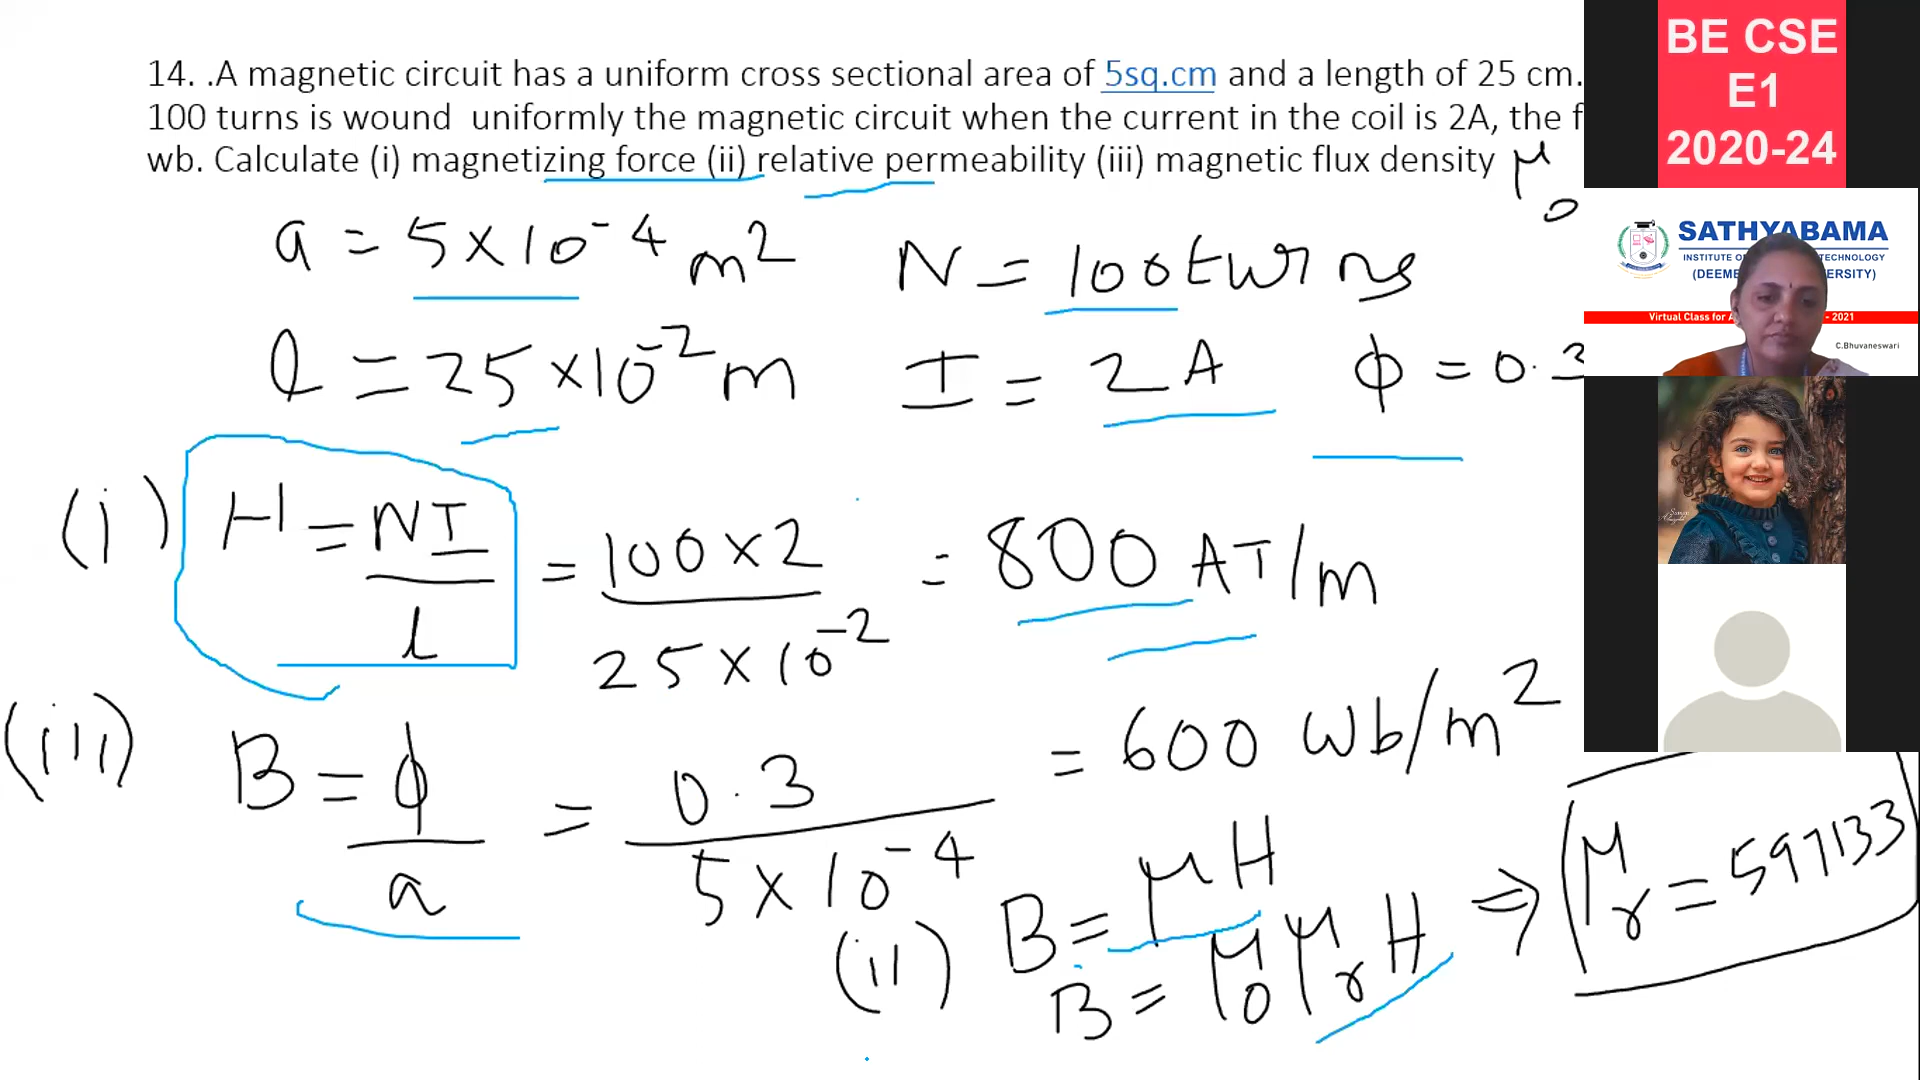 14. .A magnetic circuit has a uniform cross sectional area of 5sq.cm and a length of 25 cm.
100 turns is wound  uniformly the magnetic circuit when the current in the coil is 2A, the f
wb. Calculate (i) magnetizing force (ii) relative permeability (iii) magnetic flux density μ0
a = 5×10⁻⁴ m² N = 100 turns
l = 25×10⁻² m I = 2 A ϕ = 0.3
(i) H = NI/l = 100×2/25×10⁻² = 800 AT/m
(iii) B = ϕ/a = 0.3/5×10⁻⁴ = 600 Wb/m²
(ii) B = μH
B = μ0 μr H ⇒ μr = 597133
BE CSE
E1
2020-24
SATHYABAMA
INSTITUTE TECHNOLOGY
(DEEME ERSITY)
Virtual Class for - 2021
C.Bhuvaneswari